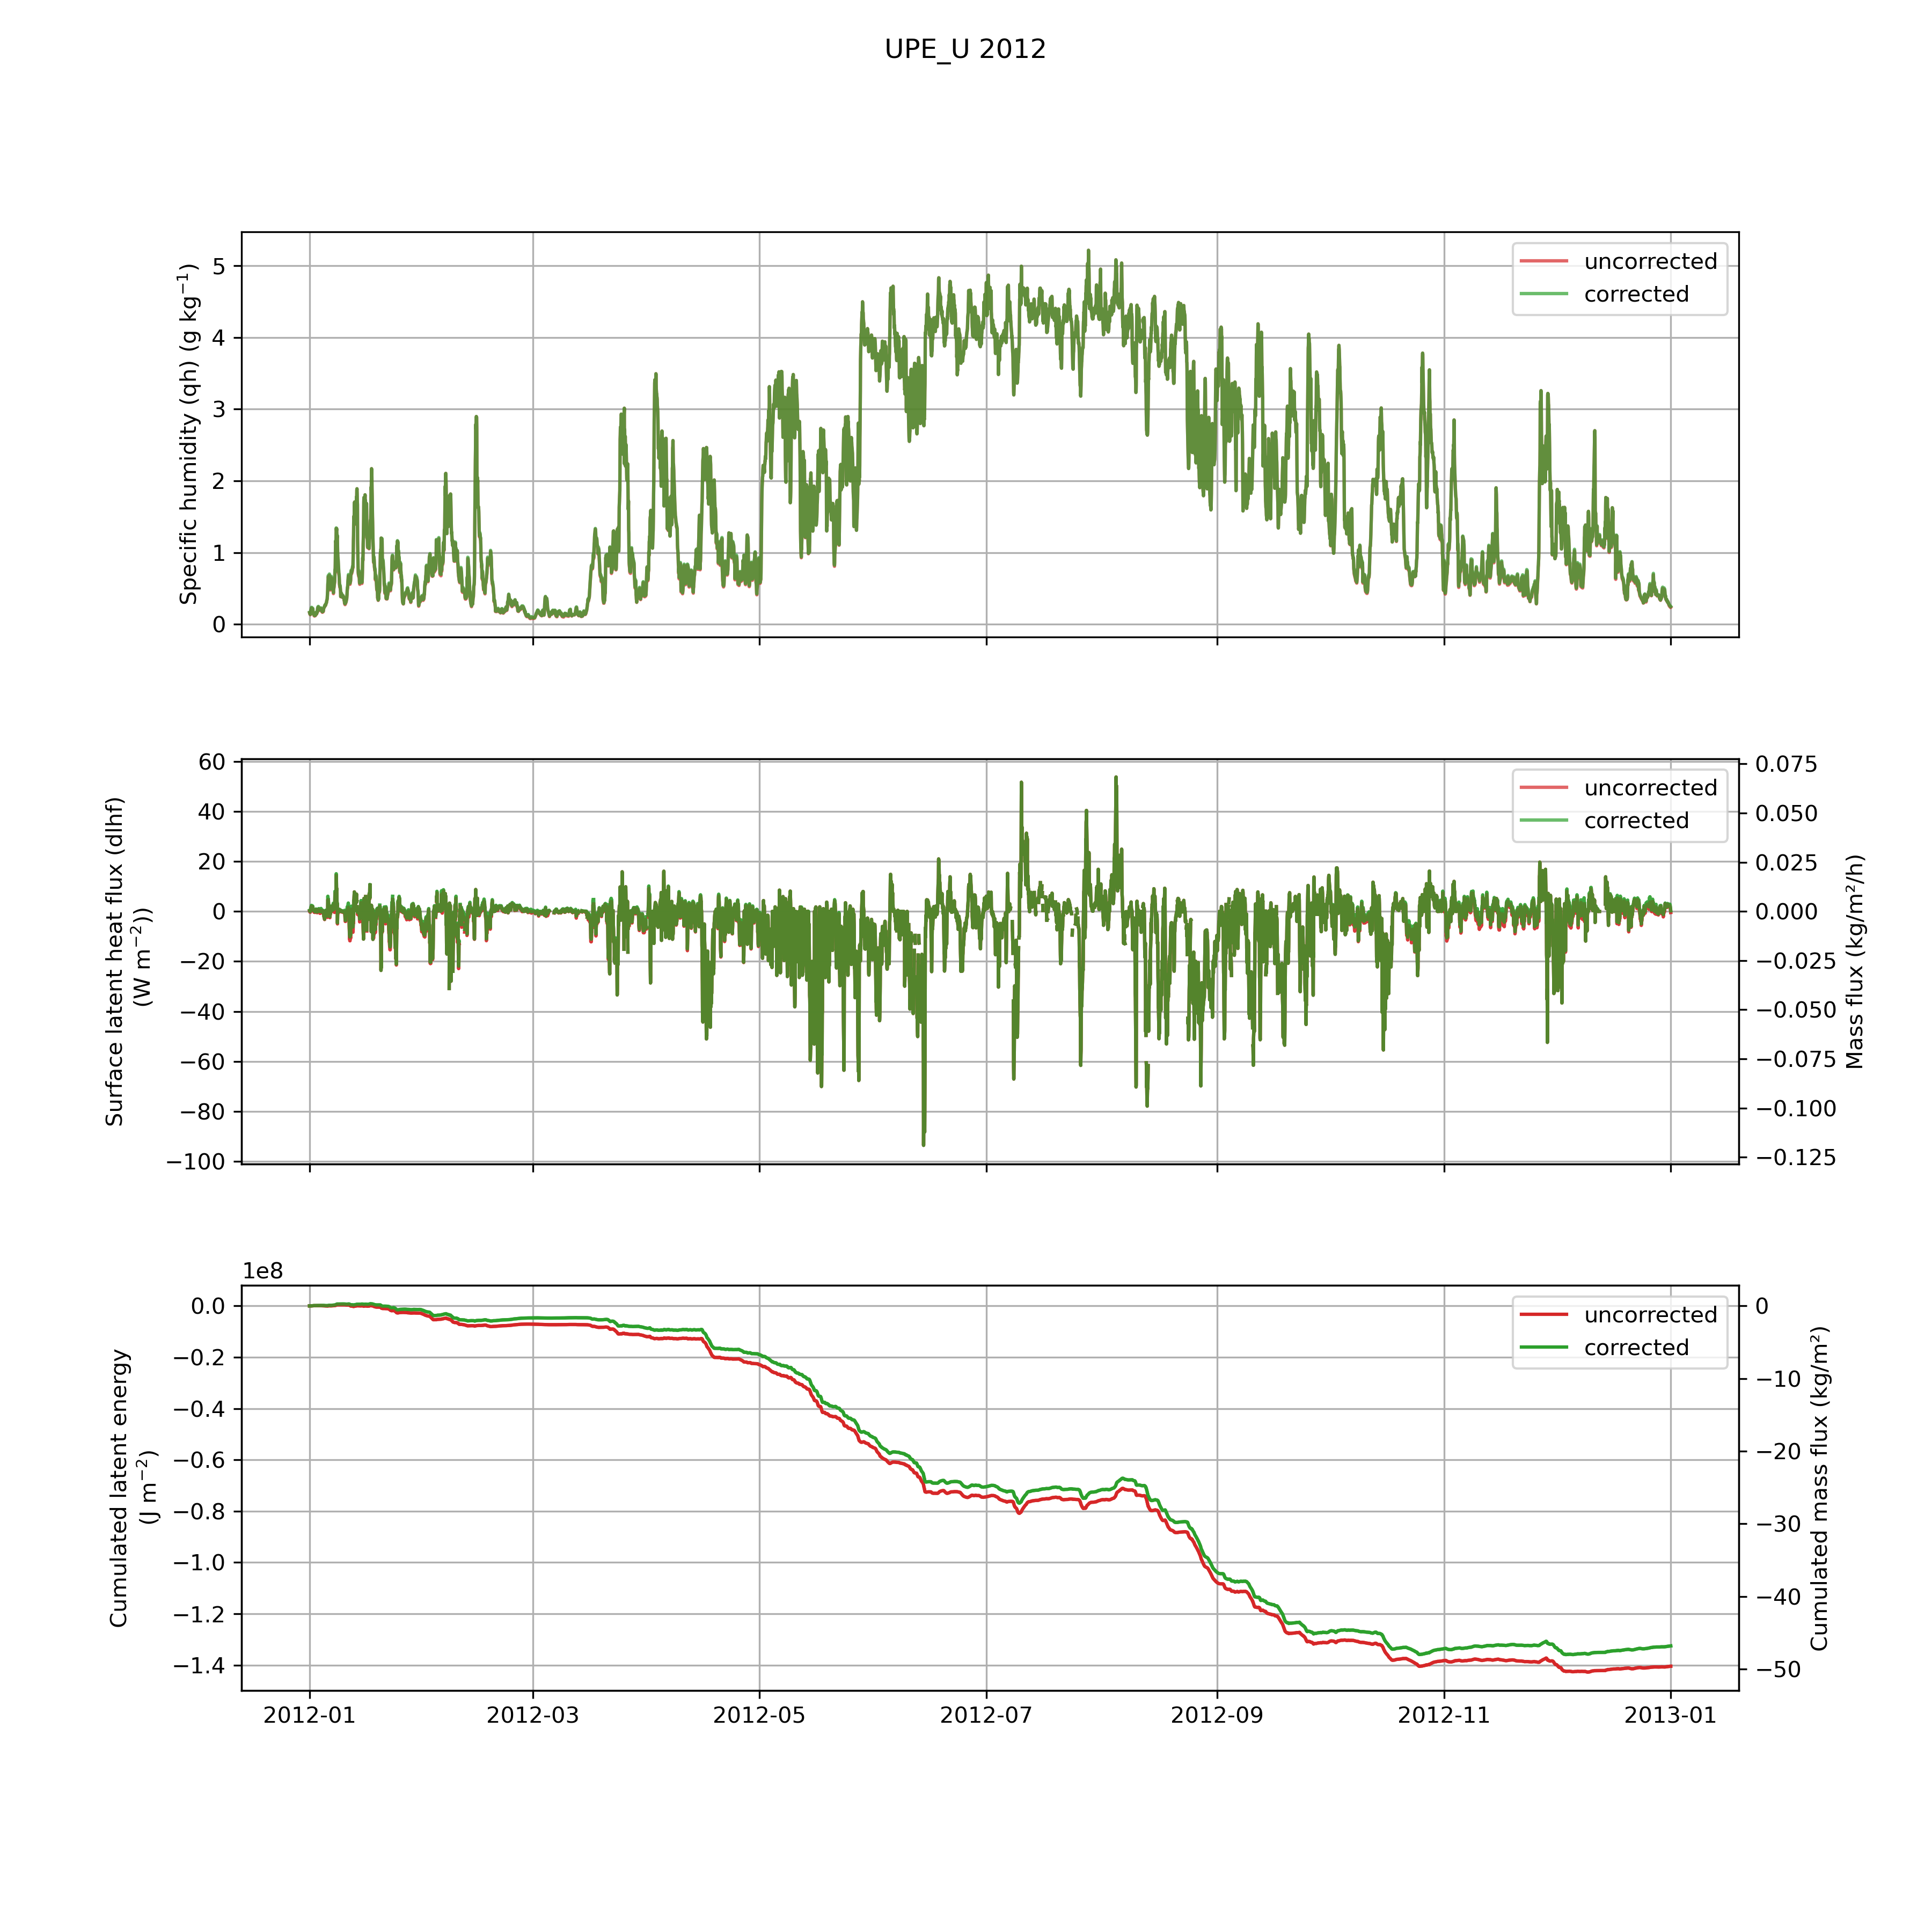 UPE_U 2012
Specific humidity (qh) (g kg⁻¹)
5
4
3
2
1
0
uncorrected
corrected
Surface latent heat flux (dlhf)
(W m⁻²))
60
40
20
0
−20
−40
−60
−80
−100
uncorrected
corrected
0.075
0.050
0.025
0.000
−0.025
−0.050
−0.075
−0.100
−0.125
Mass flux (kg/m²/h)
1e8
Cumulated latent energy
(J m⁻²)
0.0
−0.2
−0.4
−0.6
−0.8
−1.0
−1.2
−1.4
uncorrected
corrected
0
−10
−20
−30
−40
−50
Cumulated mass flux (kg/m²)
2012-01 2012-03 2012-05 2012-07 2012-09 2012-11 2013-01